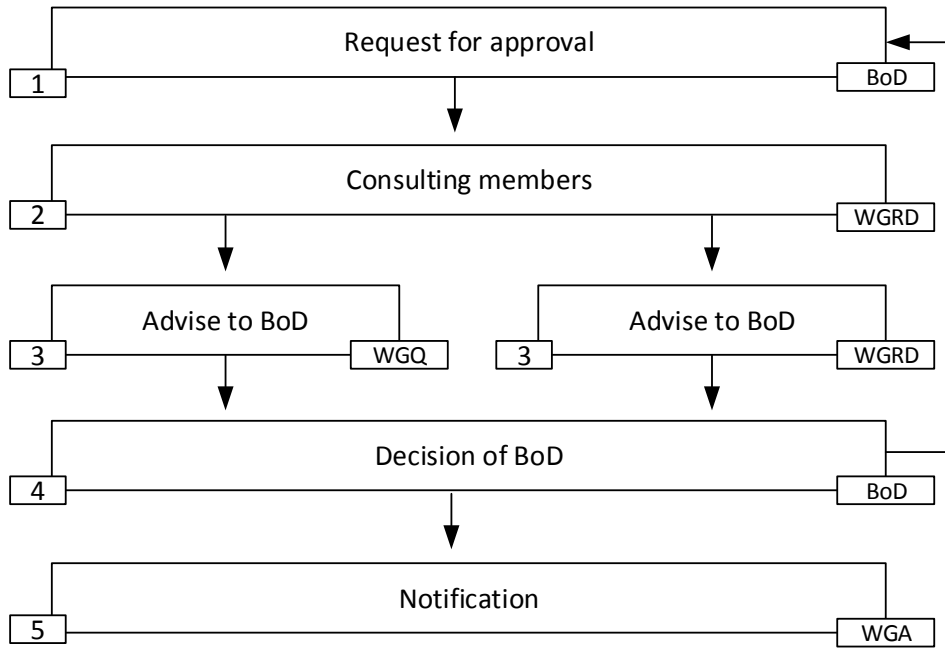 Request for approval
1
BoD
Consulting members
2
WGRD
Advise to BoD
3
WGQ
Advise to BoD
3
WGRD
Decision of BoD
4
BoD
Notification
5
WGA